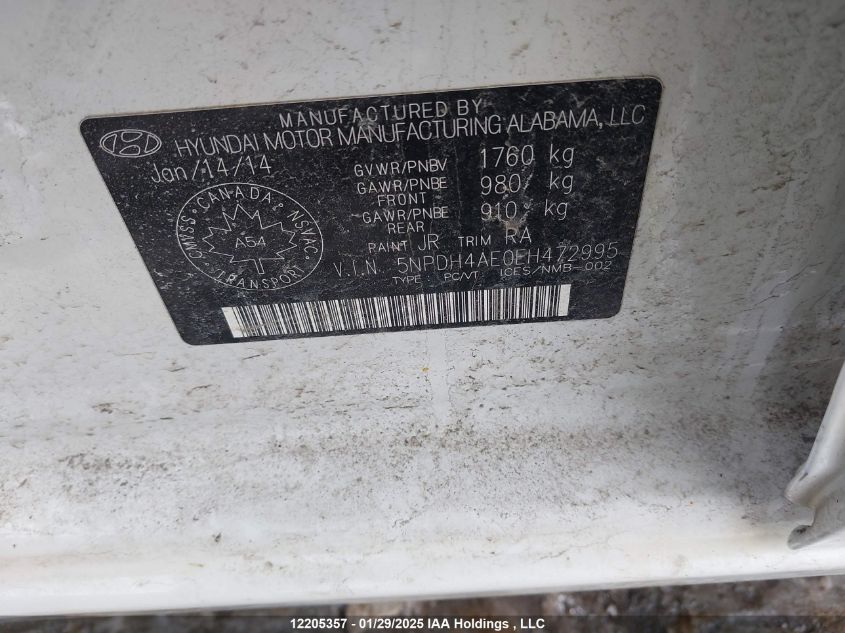 MANUFACTURED BY
HYUNDAI MOTOR MANUFACTURING ALABAMA, LLC
Jan/14/14
GVWR/PNBV 1760 kg
GAWR/PNBE FRONT 980 kg
GAWR/PNBE REAR 910 kg
PAINT JR TRIM RA
V.I.N. 5NPDH4AE0EH472995
TYPE PC/VT ICES/NMB-002
CANADA
CMVSS NSVAC
A54
TRANSPORT
12205357 - 01/29/2025 IAA Holdings , LLC